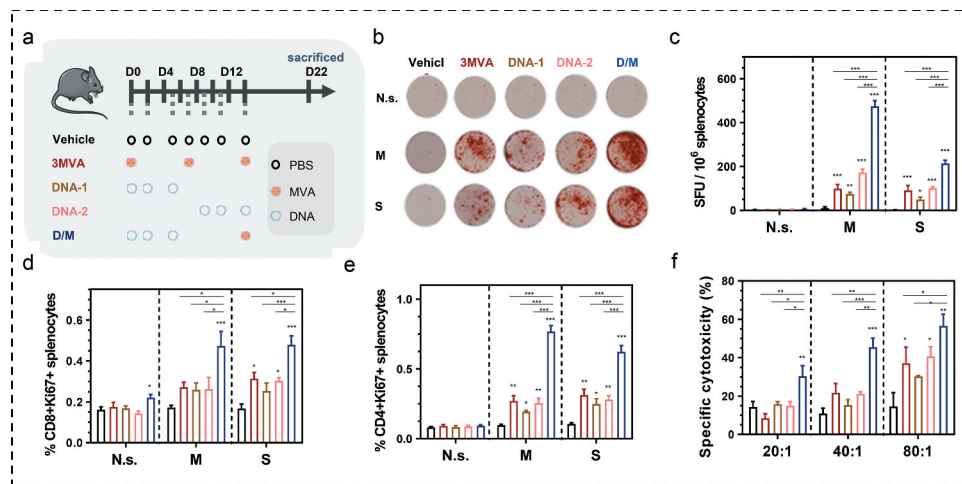 a
sacrificed
D0 D4 D8 D12 D22
Vehicle
3MVA
DNA-1
DNA-2
D/M
PBS
MVA
DNA
b
Vehicl 3MVA DNA-1 DNA-2 D/M
N.s.
M
S
c
SFU / 10⁶ splenocytes
600
400
200
100
0
*** ***
*** ***
*** ***
*** ** *** *** *** * *** ***
N.s. M S
d
% CD8+Ki67+ splenocytes
0.6
0.4
0.2
0.0
* *
* ***
* *
* *** * * ***
N.s. M S
e
% CD4+Ki67+ splenocytes
1.0
0.5
0.0
*** ***
*** ***
*** ***
** ** ** *** ** * ** ***
N.s. M S
f
Specific cytotoxicity (%)
80
60
40
20
0
** ** *
* *** *
* **
** *** * * **
20:1 40:1 80:1